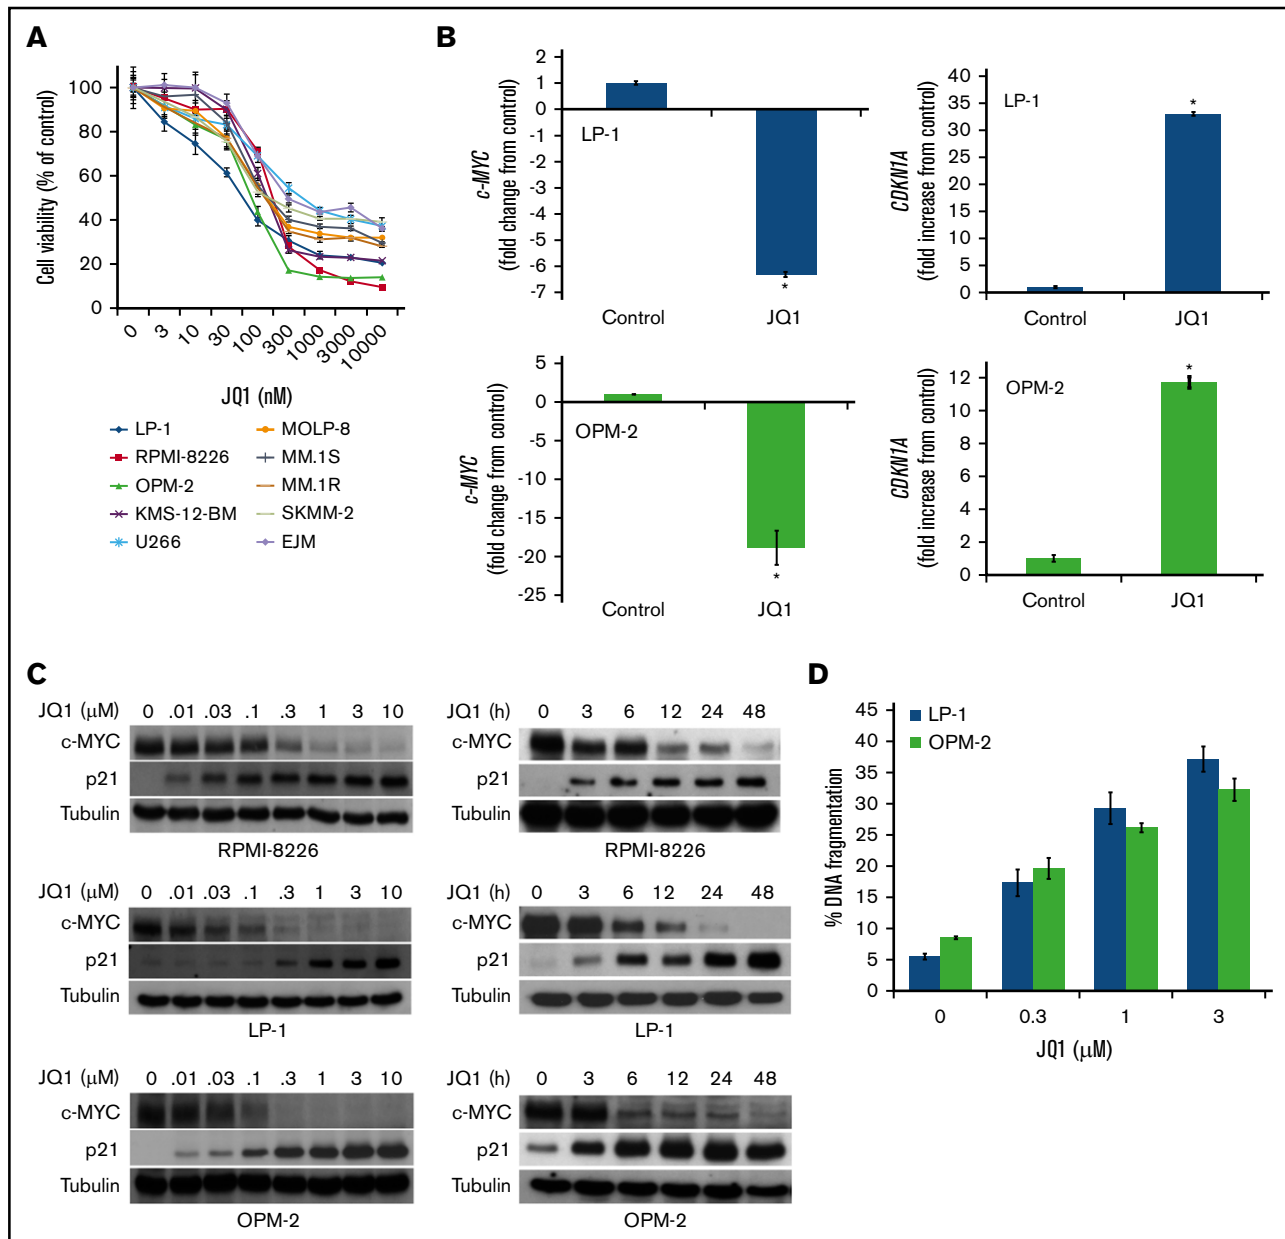 A
100
80
60
40
20
0
Cell viability (% of control)
0 3 10 30 100 300 1000 3000 10000
JQ1 (nM)
LP-1
RPMI-8226
OPM-2
KMS-12-BM
U266
MOLP-8
MM.1S
MM.1R
SKMM-2
EJM
B
c-MYC
(fold change from control)
2
1
0
-1
-2
-3
-4
-5
-6
-7
LP-1
*
Control JQ1
CDKN1A
(fold increase from control)
40
35
30
25
20
15
10
5
0
LP-1
*
Control JQ1
c-MYC
(fold change from control)
5
0
-5
-10
-15
-20
-25
OPM-2
*
Control JQ1
CDKN1A
(fold increase from control)
12
10
8
6
4
2
0
OPM-2
*
Control JQ1
C
JQ1 (µM) 0 .01 .03 .1 .3 1 3 10
c-MYC
p21
Tubulin
RPMI-8226
JQ1 (h) 0 3 6 12 24 48
c-MYC
p21
Tubulin
RPMI-8226
JQ1 (µM) 0 .01 .03 .1 .3 1 3 10
c-MYC
p21
Tubulin
LP-1
JQ1 (h) 0 3 6 12 24 48
c-MYC
p21
Tubulin
LP-1
JQ1 (µM) 0 .01 .03 .1 .3 1 3 10
c-MYC
p21
Tubulin
OPM-2
JQ1 (h) 0 3 6 12 24 48
c-MYC
p21
Tubulin
OPM-2
D
% DNA fragmentation
45
40
35
30
25
20
15
10
5
0
LP-1
OPM-2
0 0.3 1 3
JQ1 (µM)